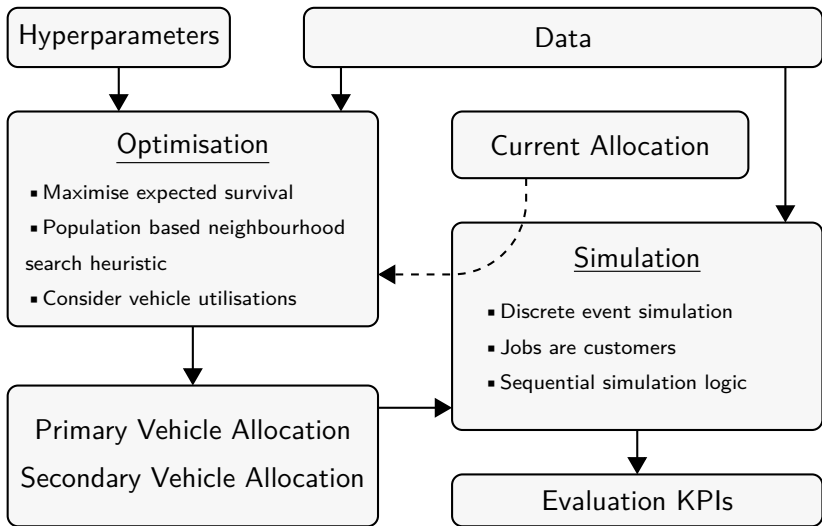 Hyperparameters
Data
Optimisation
▪ Maximise expected survival
▪ Population based neighbourhood
search heuristic
▪ Consider vehicle utilisations
Current Allocation
Simulation
▪ Discrete event simulation
▪ Jobs are customers
▪ Sequential simulation logic
Primary Vehicle Allocation
Secondary Vehicle Allocation
Evaluation KPIs